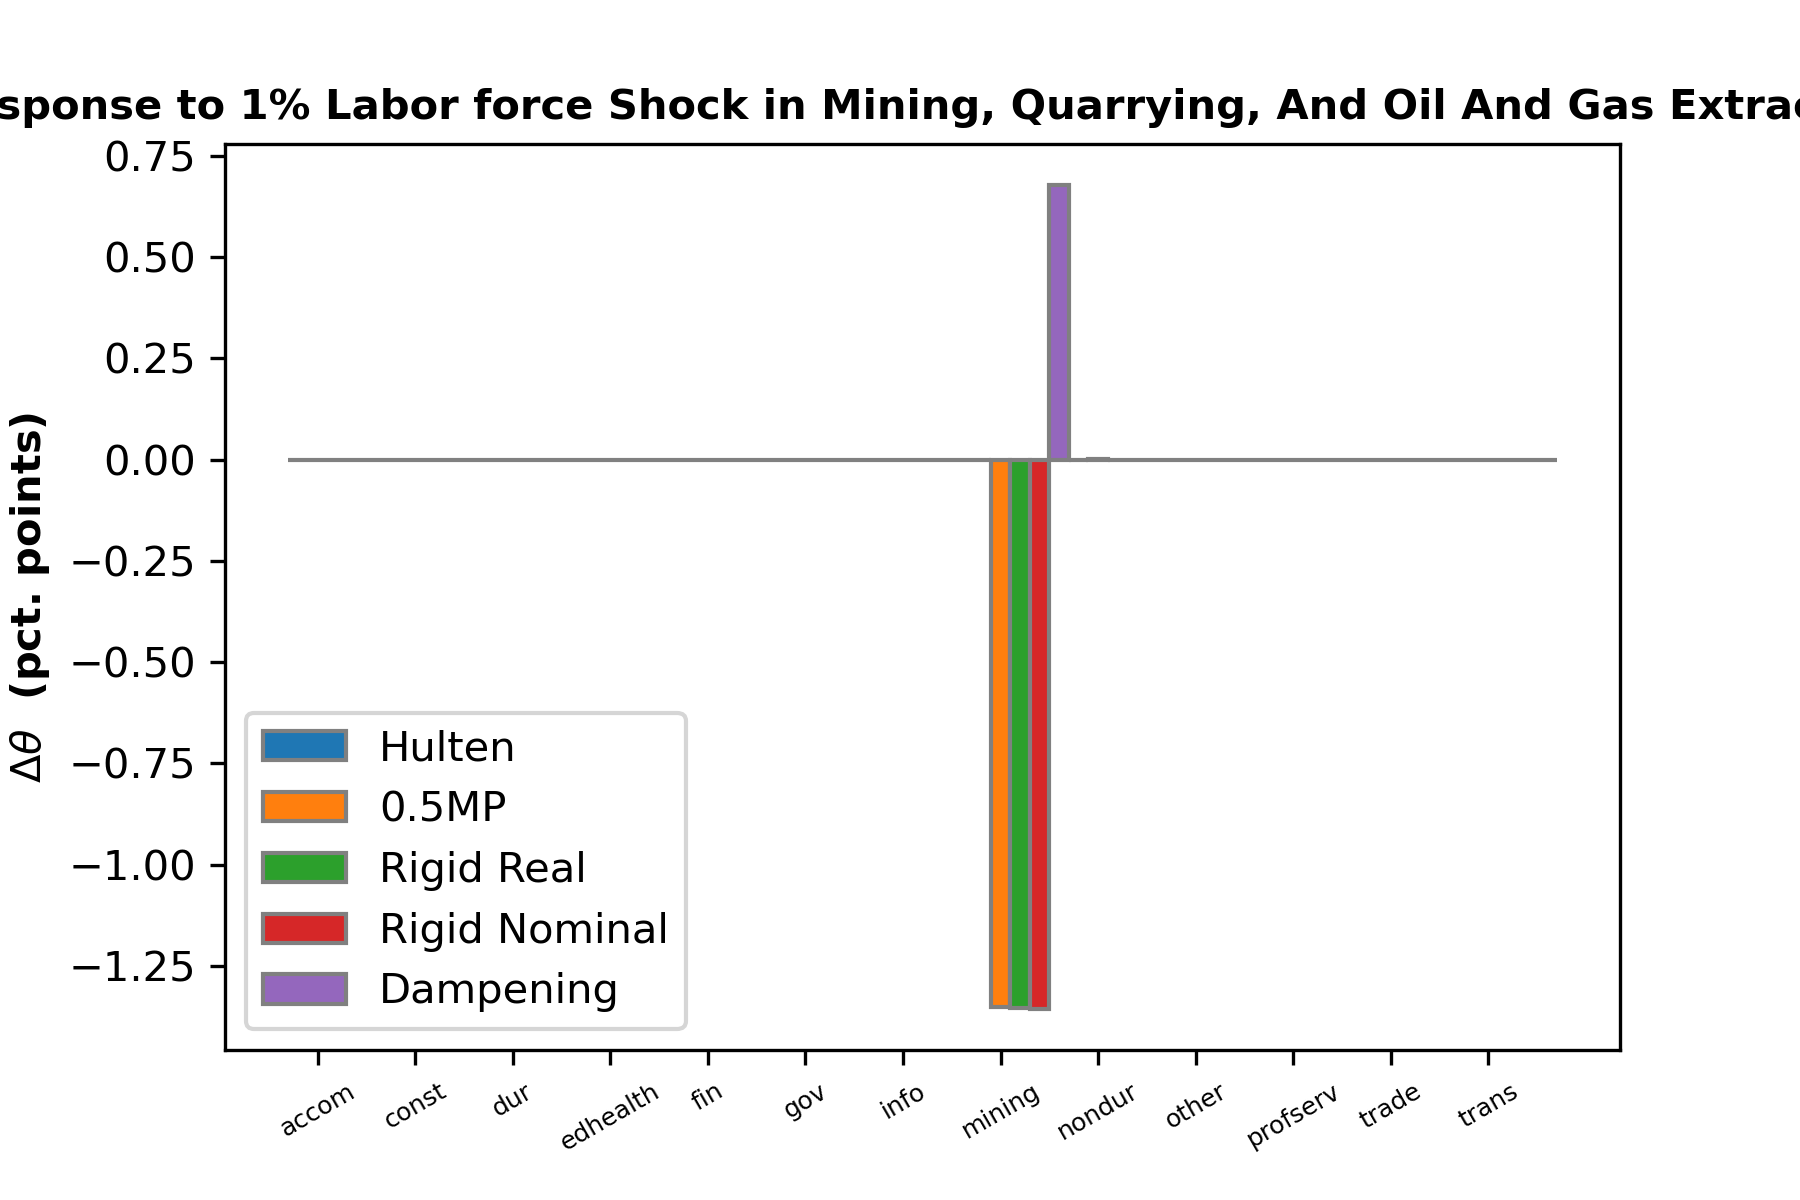 sponse to 1% Labor force Shock in Mining, Quarrying, And Oil And Gas Extrac
0.75
0.50
0.25
0.00
−0.25
−0.50
−0.75
−1.00
−1.25
Δθ (pct. points)
Hulten
0.5MP
Rigid Real
Rigid Nominal
Dampening
accom const dur edhealth fin gov info mining nondur other profserv trade trans